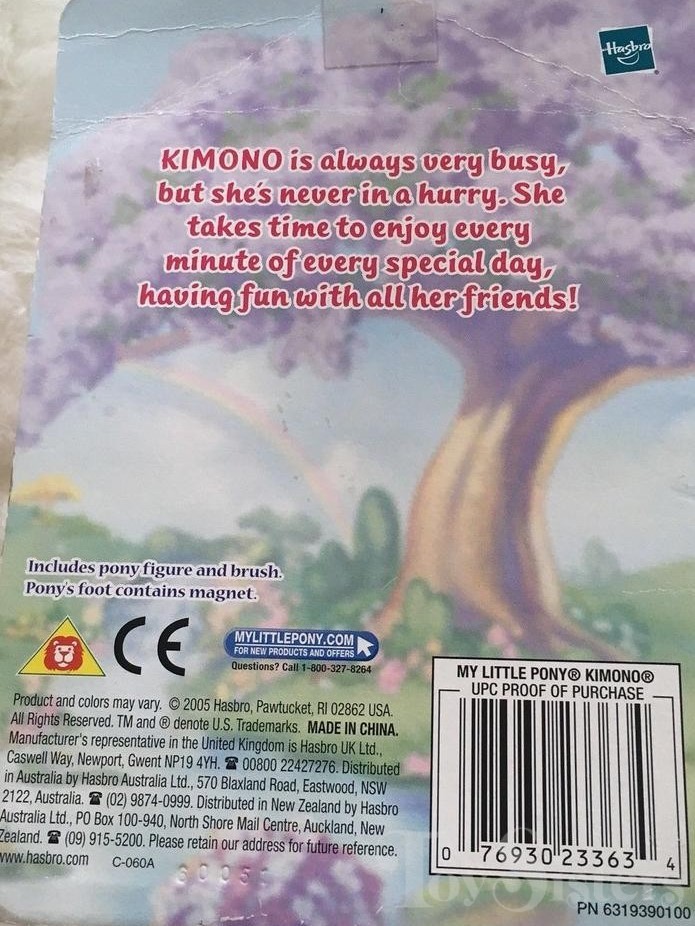 Hasbro
KIMONO is always very busy,
but she's never in a hurry. She
takes time to enjoy every
minute of every special day,
having fun with all her friends!
Includes pony figure and brush.
Pony's foot contains magnet.
CE
MYLITTLEPONY.COM
FOR NEW PRODUCTS AND OFFERS
Questions? Call 1-800-327-8264
Product and colors may vary. © 2005 Hasbro, Pawtucket, RI 02862 USA.
All Rights Reserved. TM and ® denote U.S. Trademarks. MADE IN CHINA.
Manufacturer's representative in the United Kingdom is Hasbro UK Ltd.,
Caswell Way, Newport, Gwent NP19 4YH. ☎ 00800 22427276. Distributed
in Australia by Hasbro Australia Ltd., 570 Blaxland Road, Eastwood, NSW
2122, Australia. ☎ (02) 9874-0999. Distributed in New Zealand by Hasbro
Australia Ltd., PO Box 100-940, North Shore Mail Centre, Auckland, New
Zealand. ☎ (09) 915-5200. Please retain our address for future reference.
www.hasbro.com C-060A
MY LITTLE PONY® KIMONO®
UPC PROOF OF PURCHASE
0 76930 23363 4
ToySisters
PN 6319390100